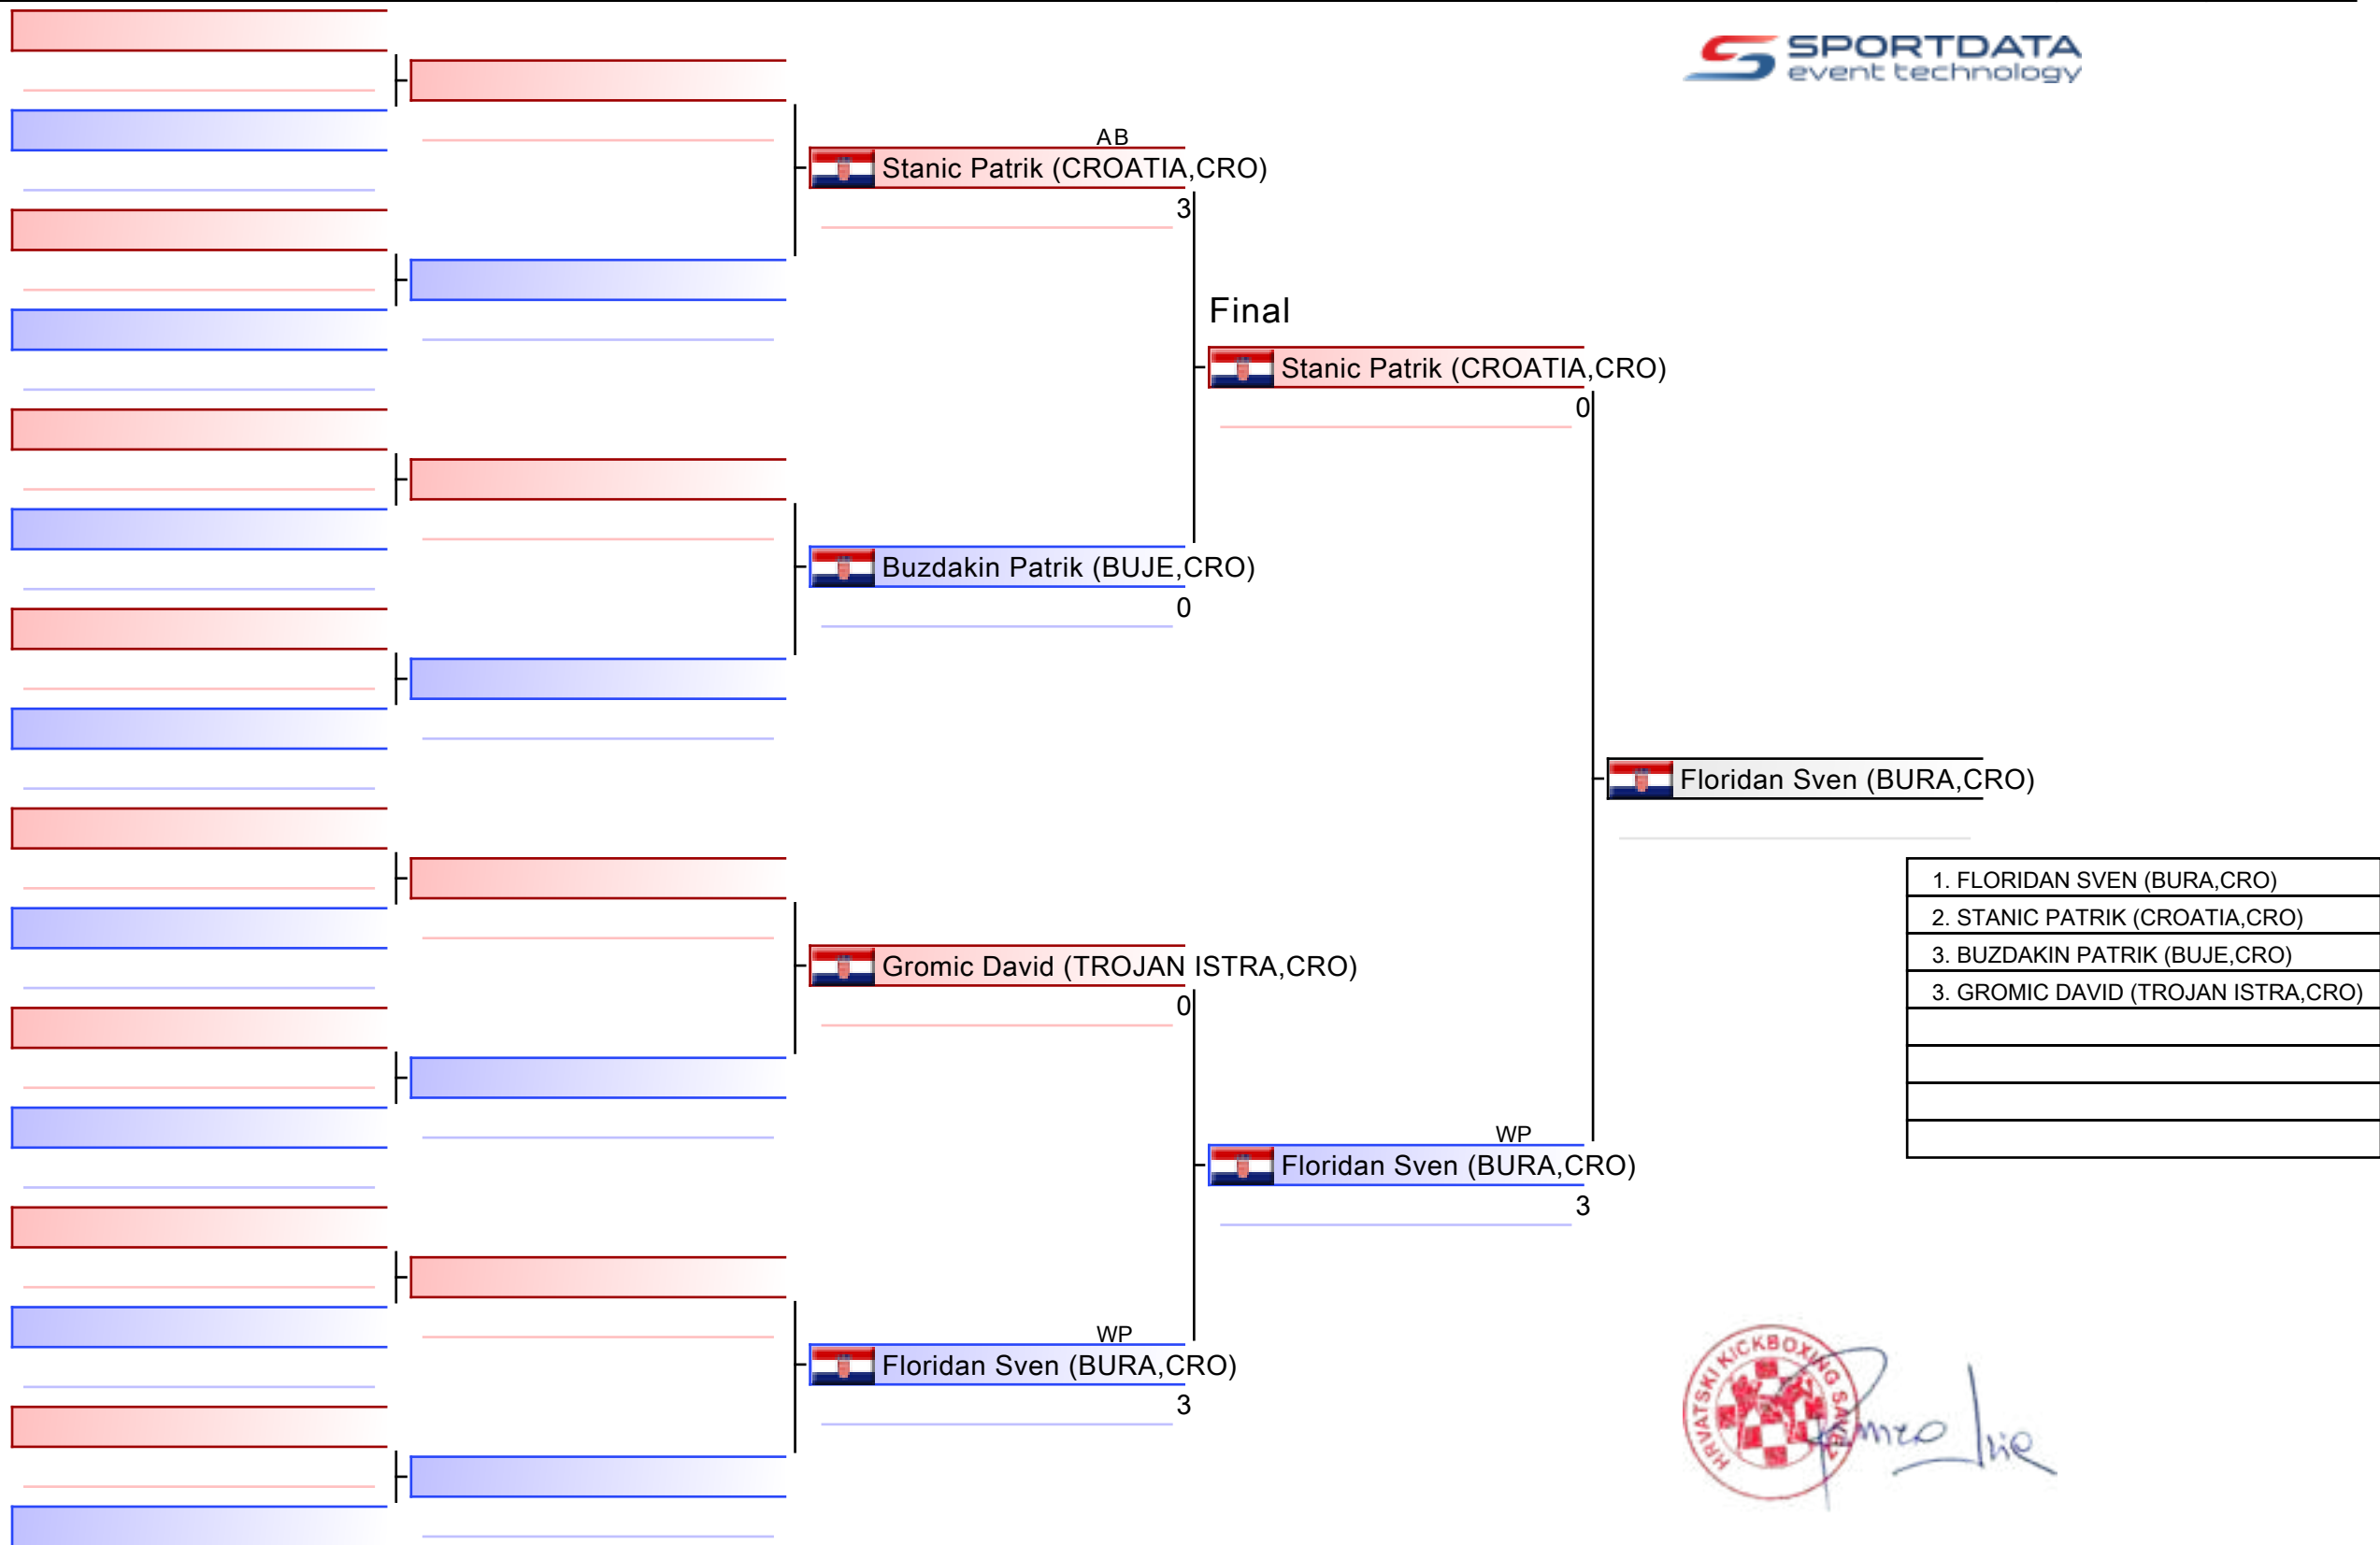 SPORTDATA
event technology
AB
Stanic Patrik (CROATIA,CRO)
3
Final
Stanic Patrik (CROATIA,CRO)
0
Buzdakin Patrik (BUJE,CRO)
0
Floridan Sven (BURA,CRO)
1. FLORIDAN SVEN (BURA,CRO)
2. STANIC PATRIK (CROATIA,CRO)
3. BUZDAKIN PATRIK (BUJE,CRO)
3. GROMIC DAVID (TROJAN ISTRA,CRO)
Gromic David (TROJAN ISTRA,CRO)
0
WP
Floridan Sven (BURA,CRO)
3
WP
Floridan Sven (BURA,CRO)
3
HRVATSKI KICKBOXING SAVEZ